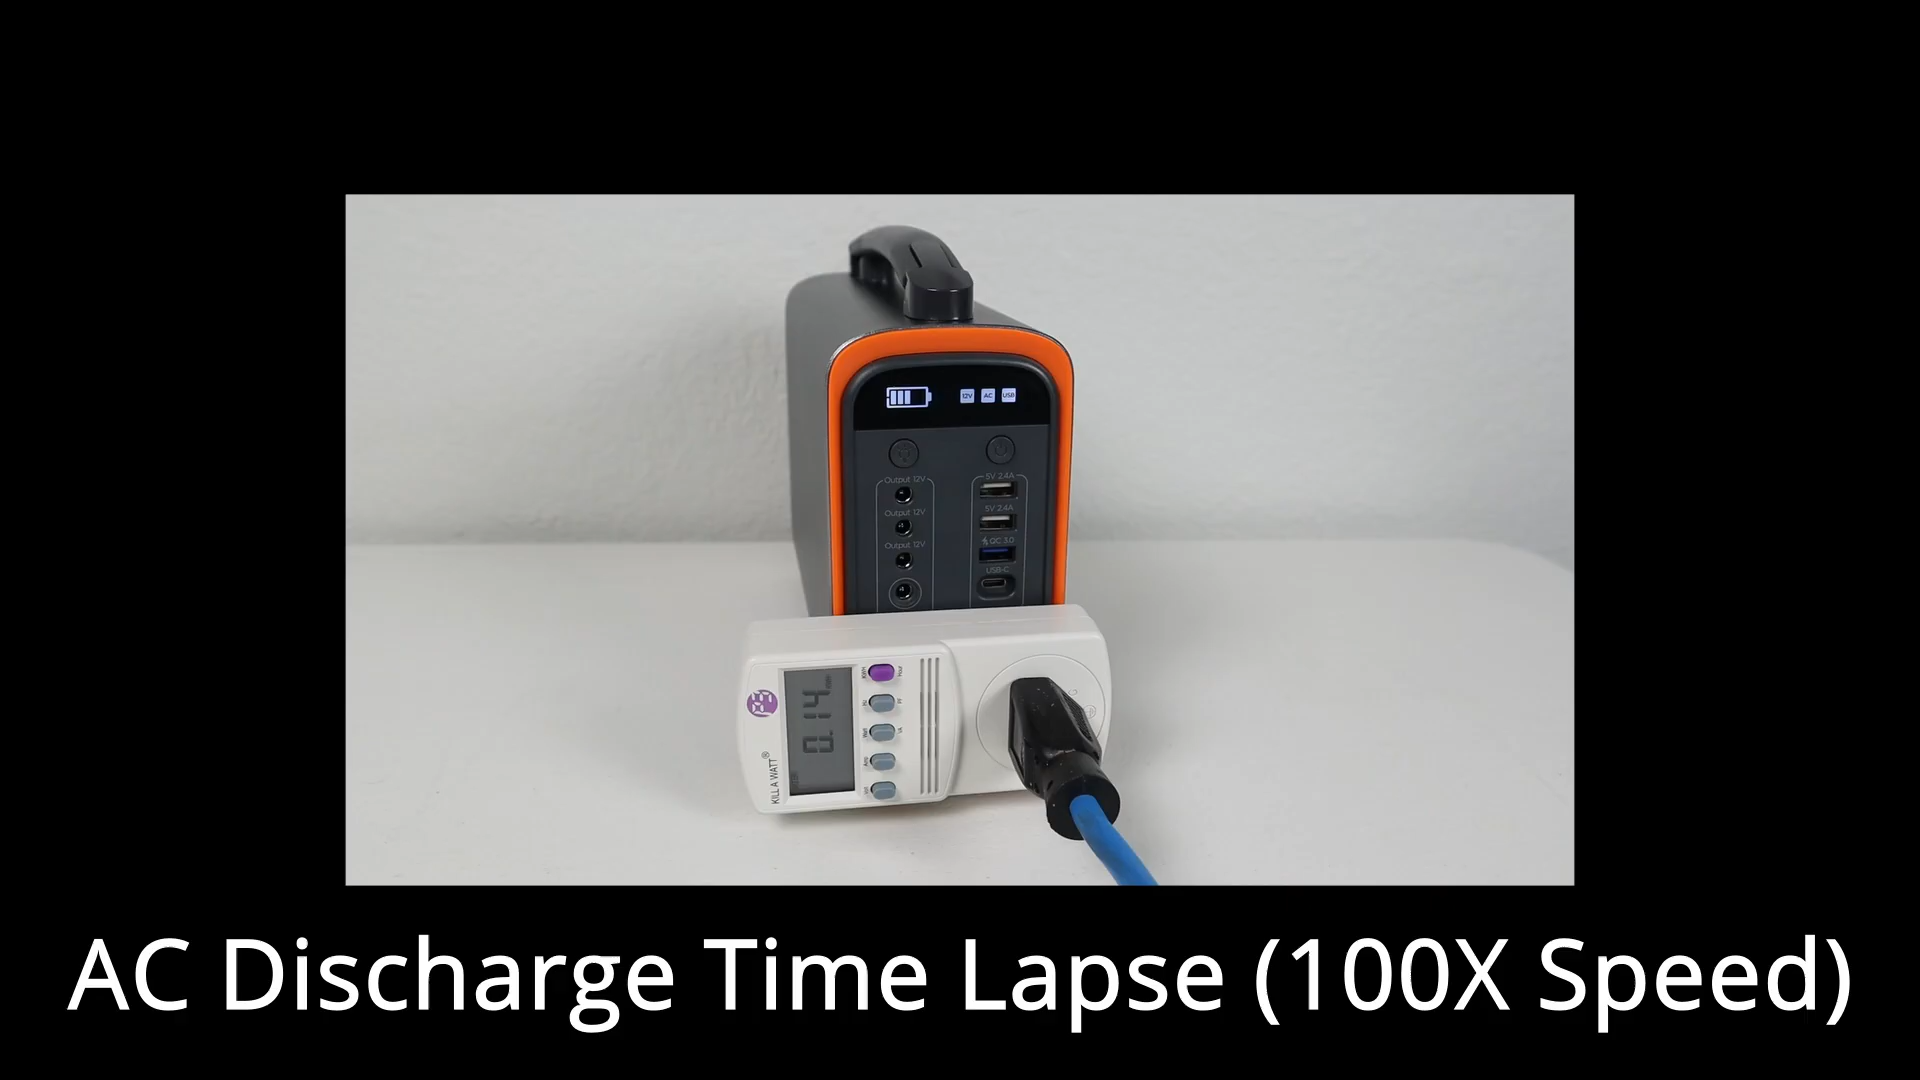 12V AC USB
Output 12V
Output 12V
Output 12V
5V 2.4A
5V 2.4A
QC 3.0
USB-C
0.14
KILL A WATT®
AC Discharge Time Lapse (100X Speed)